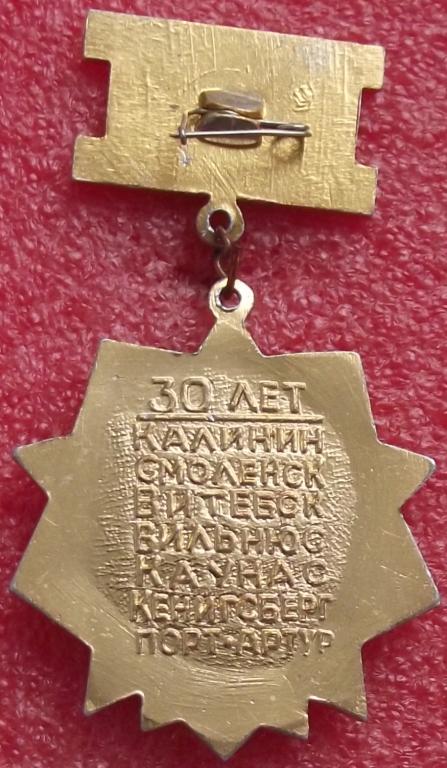 30 ЛЕТ
КАЛИНИН
СМОЛЕНСК
ВИТЕБСК
ВИЛЬНЮС
КАУНАС
КЕНИГСБЕРГ
ПОРТ-АРТУР